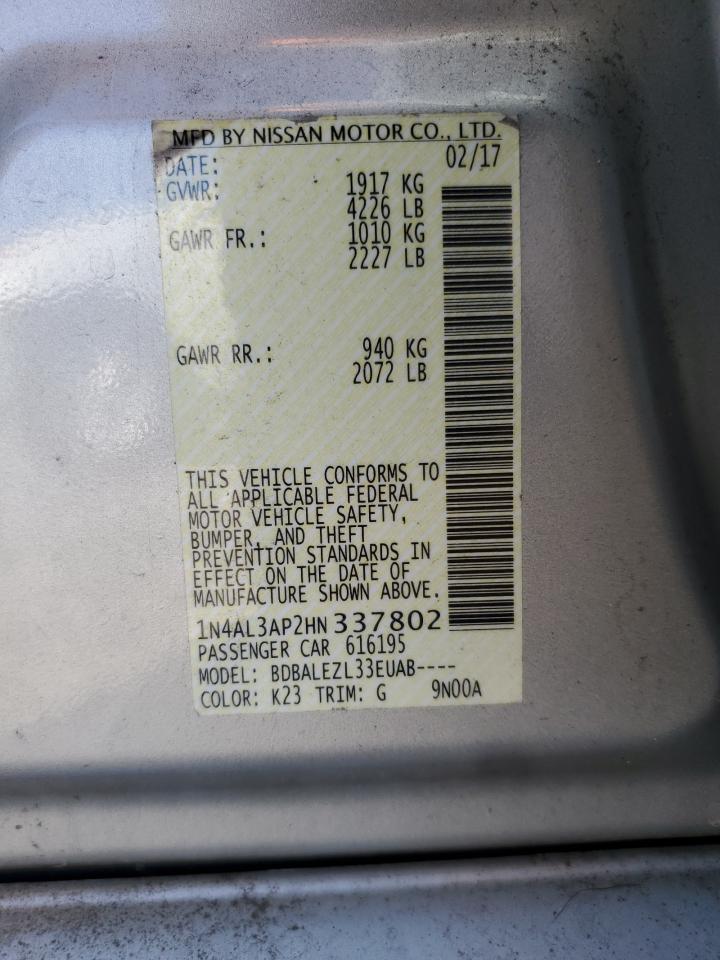 MFD BY NISSAN MOTOR CO., LTD.
DATE: 02/17
GVWR: 1917 KG
4226 LB
GAWR FR.: 1010 KG
2227 LB
GAWR RR.: 940 KG
2072 LB
THIS VEHICLE CONFORMS TO
ALL APPLICABLE FEDERAL
MOTOR VEHICLE SAFETY,
BUMPER, AND THEFT
PREVENTION STANDARDS IN
EFFECT ON THE DATE OF
MANUFACTURE SHOWN ABOVE.
1N4AL3AP2HN337802
PASSENGER CAR 616195
MODEL: BDBALEZL33EUAB----
COLOR: K23 TRIM: G 9N00A